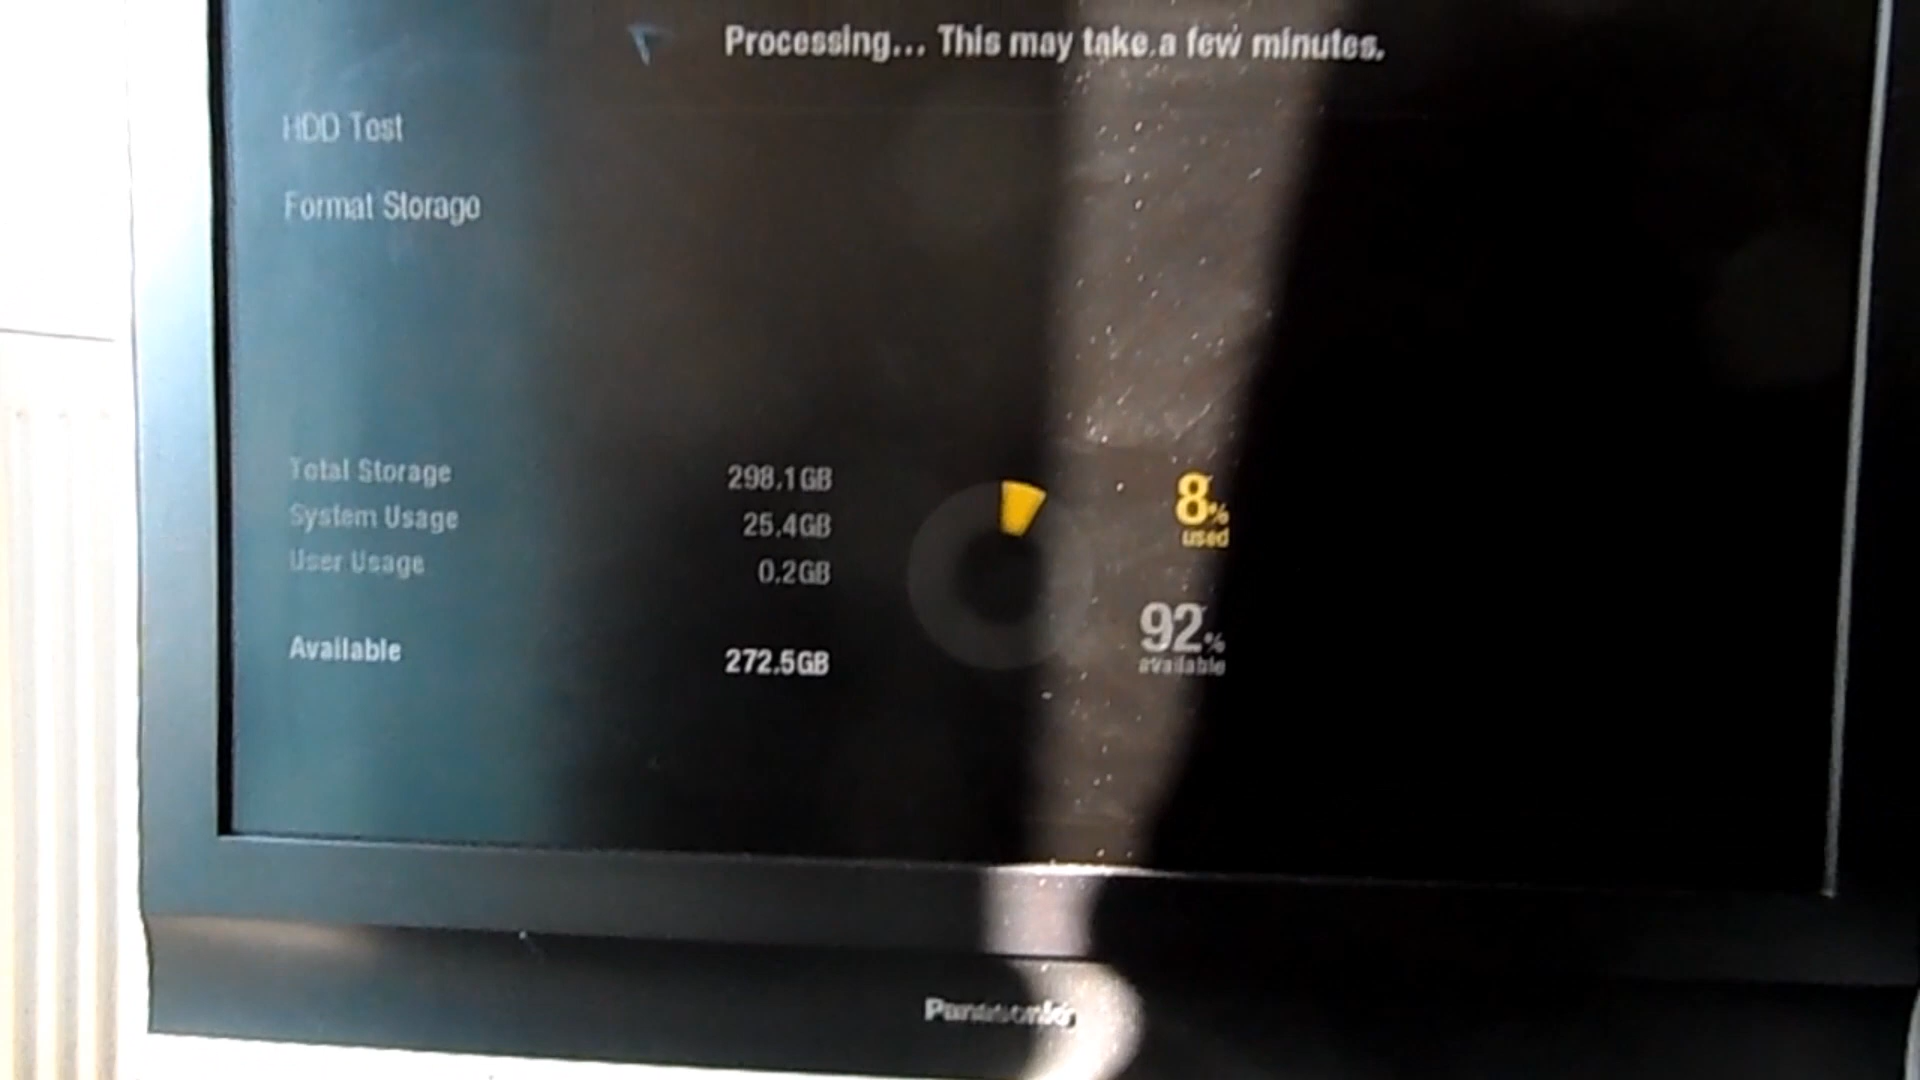 Processing... This may take a few minutes.
HDD Test
Format Storage
Total Storage 298.1GB
System Usage 25.4GB
User Usage 0.2GB
Available 272.5GB
8% used
92% available
Panasonic